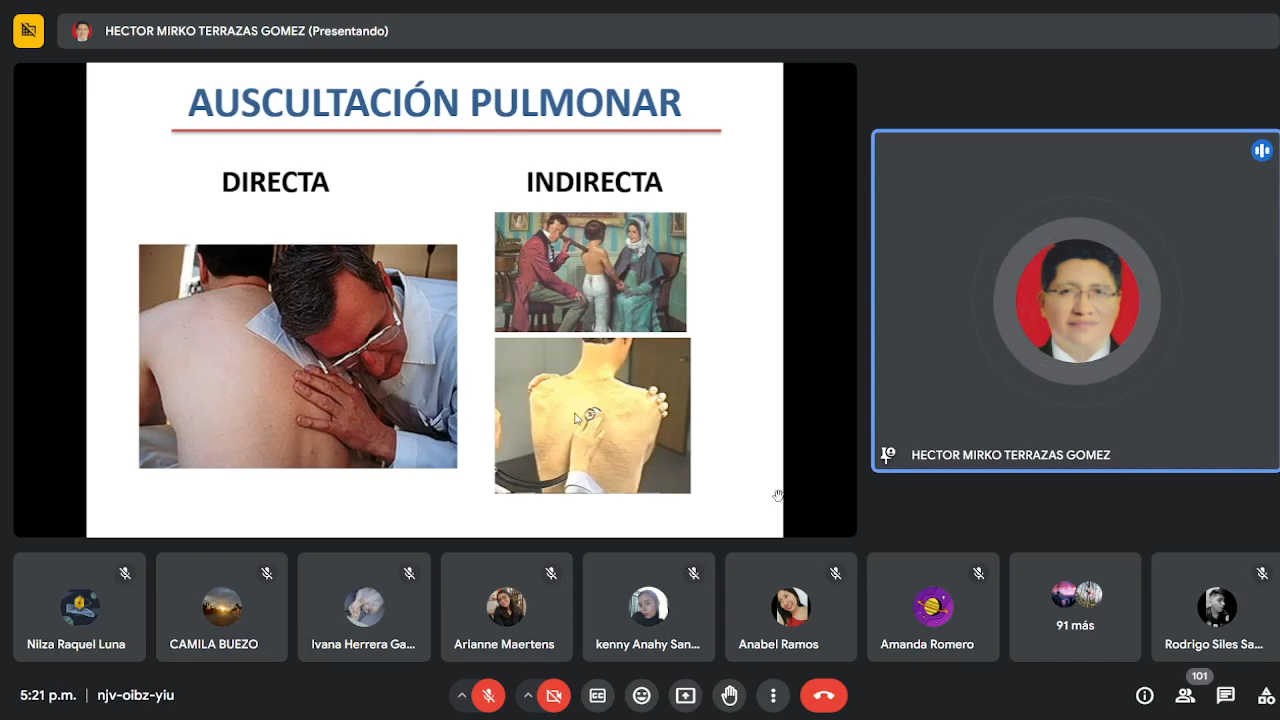 HECTOR MIRKO TERRAZAS GOMEZ (Presentando)
AUSCULTACIÓN PULMONAR
DIRECTA
INDIRECTA
HECTOR MIRKO TERRAZAS GOMEZ
Nilza Raquel Luna
CAMILA BUEZO
Ivana Herrera Ga...
Arianne Maertens
kenny Anahy San...
Anabel Ramos
Amanda Romero
91 más
Rodrigo Siles Sa...
5:21 p.m. | njv-oibz-yiu
101